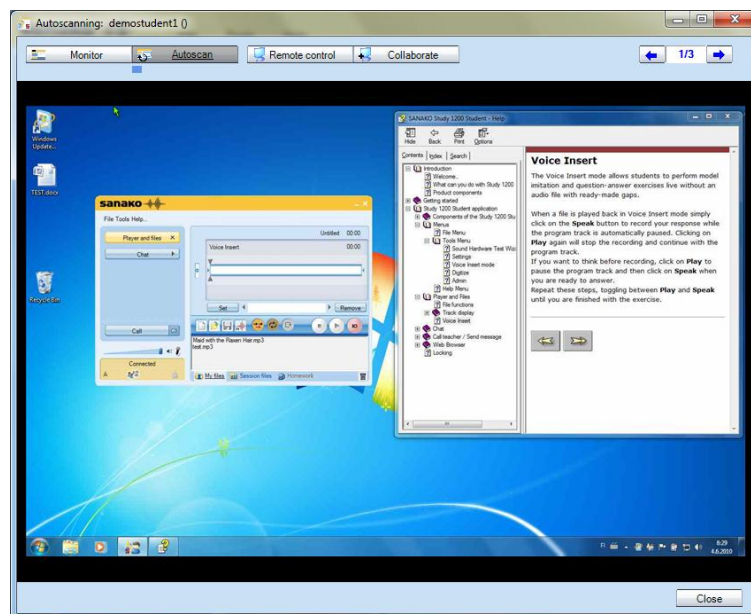 Autoscanning: demostudent1 ()
Monitor
Autoscan
Remote control
Collaborate
1/3
Windows Update...
TEST.docx
Recycle Bin
sanako
File Tools Help..
Player and files
Chat
Call
Connected
Untitled 00:00
Voice Insert 00:00
Set
Remove
Maid with the Flaxen Hair.mp3
test.mp3
My files
Session files
Homework
SANAKO Study 1200 Student - Help
Hide
Back
Print
Options
Contents
Index
Search
Introduction
Welcome..
What can you do with Study 1200
Product components
Getting started
Study 1200 Student application
Components of the Study 1200 Stu
Menus
File Menu
Tools Menu
Sound Hardware Test Wiz
Settings
Voice Insert mode
Digitize
Admin
Help Menu
Player and Files
File functions
Track display
Voice Insert
Chat
Call teacher / Send message
Web Browser
Locking
Voice Insert
The Voice Insert mode allows students to perform model
imitation and question-answer exercises live without an
audio file with ready-made gaps.
When a file is played back in Voice Insert mode simply
click on the Speak button to record your response while
the program track is automatically paused. Clicking on
Play again will stop the recording and continue with the
program track.
If you want to think before recording, click on Play to
pause the program track and then click on Speak when
you are ready to answer.
Repeat these steps, toggling between Play and Speak
until you are finished with the exercise.
FI
8:29
4.6.2010
Close